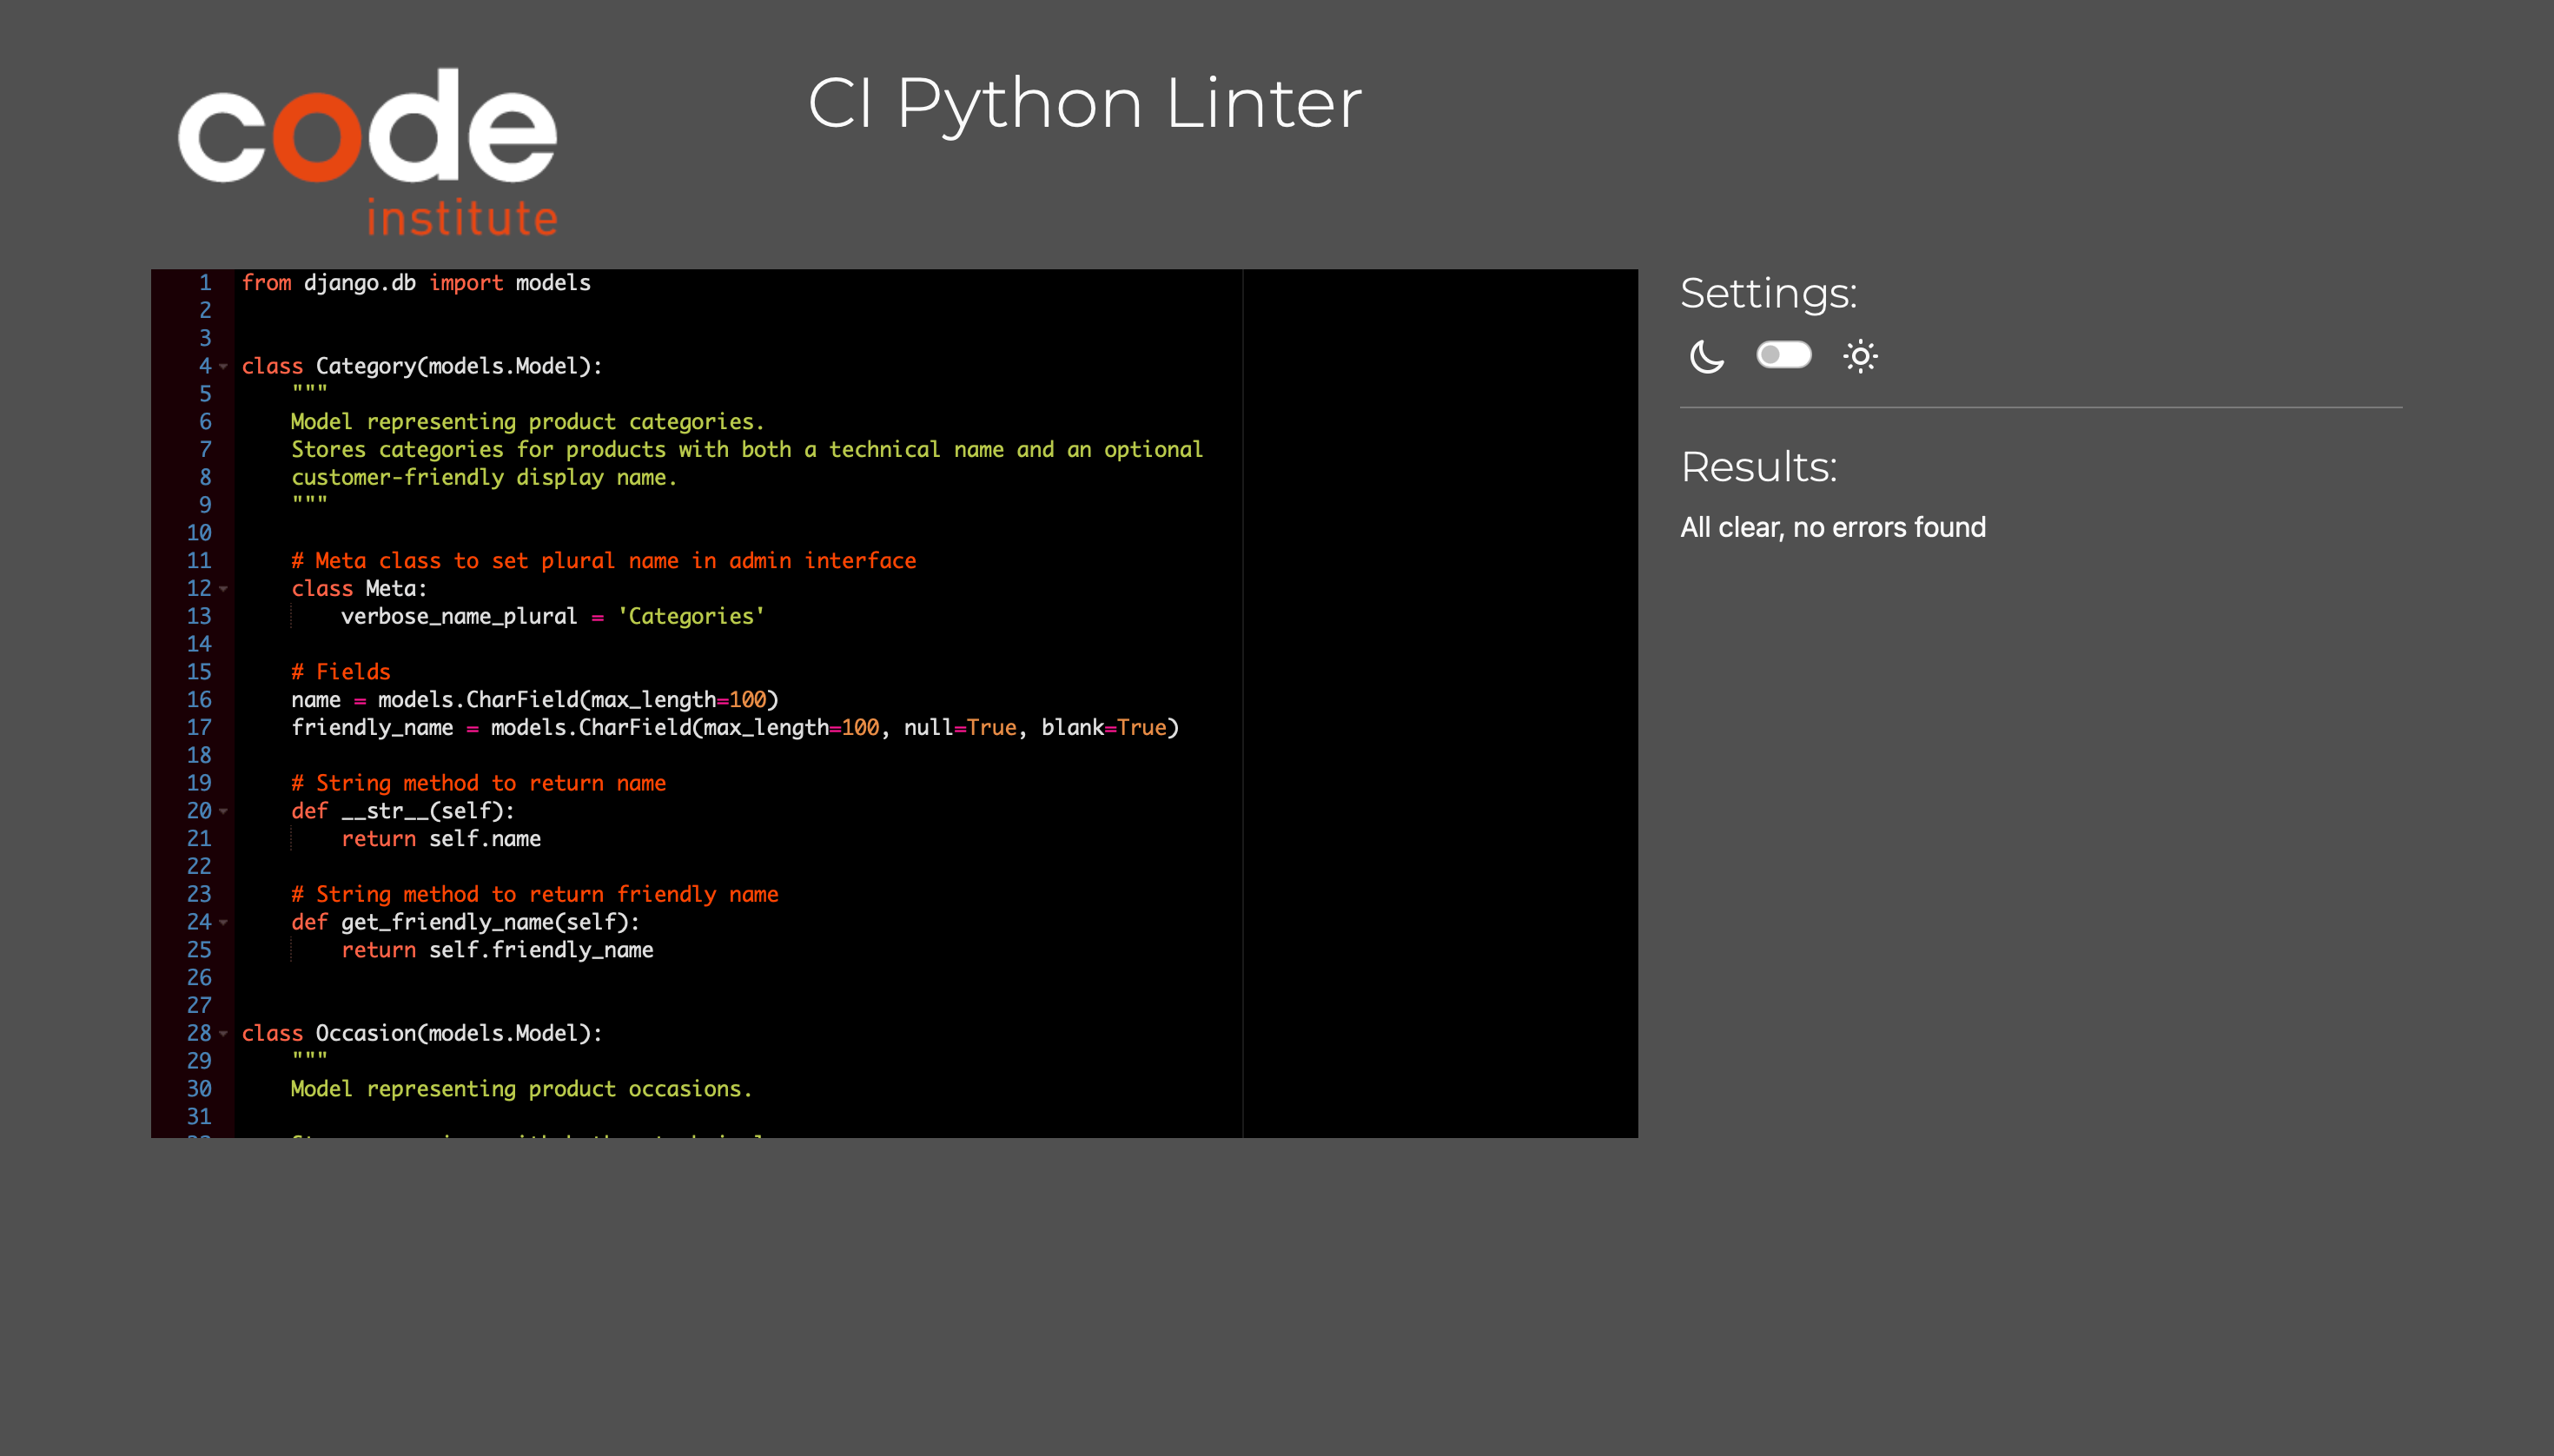 code
institute
CI Python Linter
1 from django.db import models
2
3
4 class Category(models.Model):
5     """
6     Model representing product categories.
7     Stores categories for products with both a technical name and an optional
8     customer-friendly display name.
9     """
10
11     # Meta class to set plural name in admin interface
12     class Meta:
13         verbose_name_plural = 'Categories'
14
15     # Fields
16     name = models.CharField(max_length=100)
17     friendly_name = models.CharField(max_length=100, null=True, blank=True)
18
19     # String method to return name
20     def __str__(self):
21         return self.name
22
23     # String method to return friendly name
24     def get_friendly_name(self):
25         return self.friendly_name
26
27
28 class Occasion(models.Model):
29     """
30     Model representing product occasions.
31
Settings:
Results:
All clear, no errors found